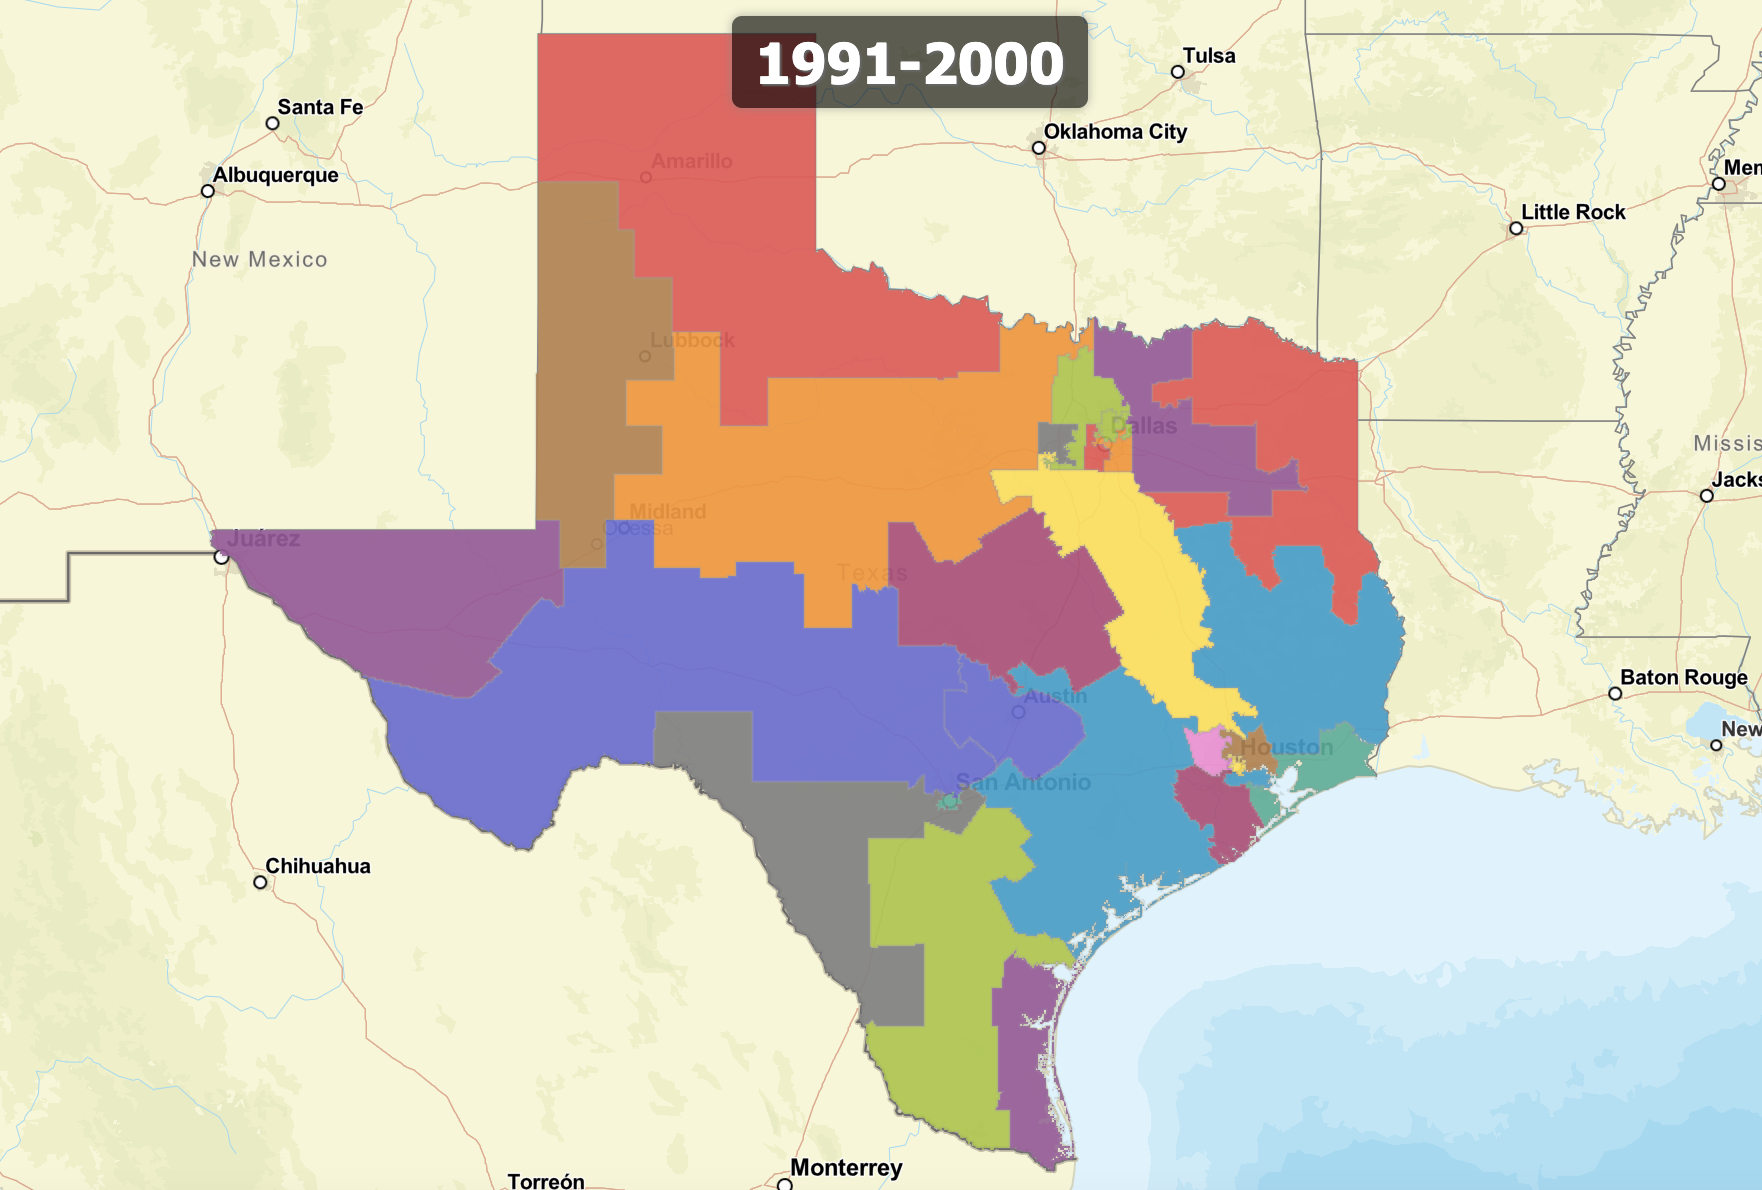 1991-2000
Tulsa
Santa Fe
Oklahoma City
Amarillo
Albuquerque
Mem
Little Rock
New Mexico
Lubbock
Dallas
Missis
Jacks
Midland
Odessa
Juárez
Texas
Baton Rouge
Austin
New
Houston
San Antonio
Chihuahua
Monterrey
Torreón